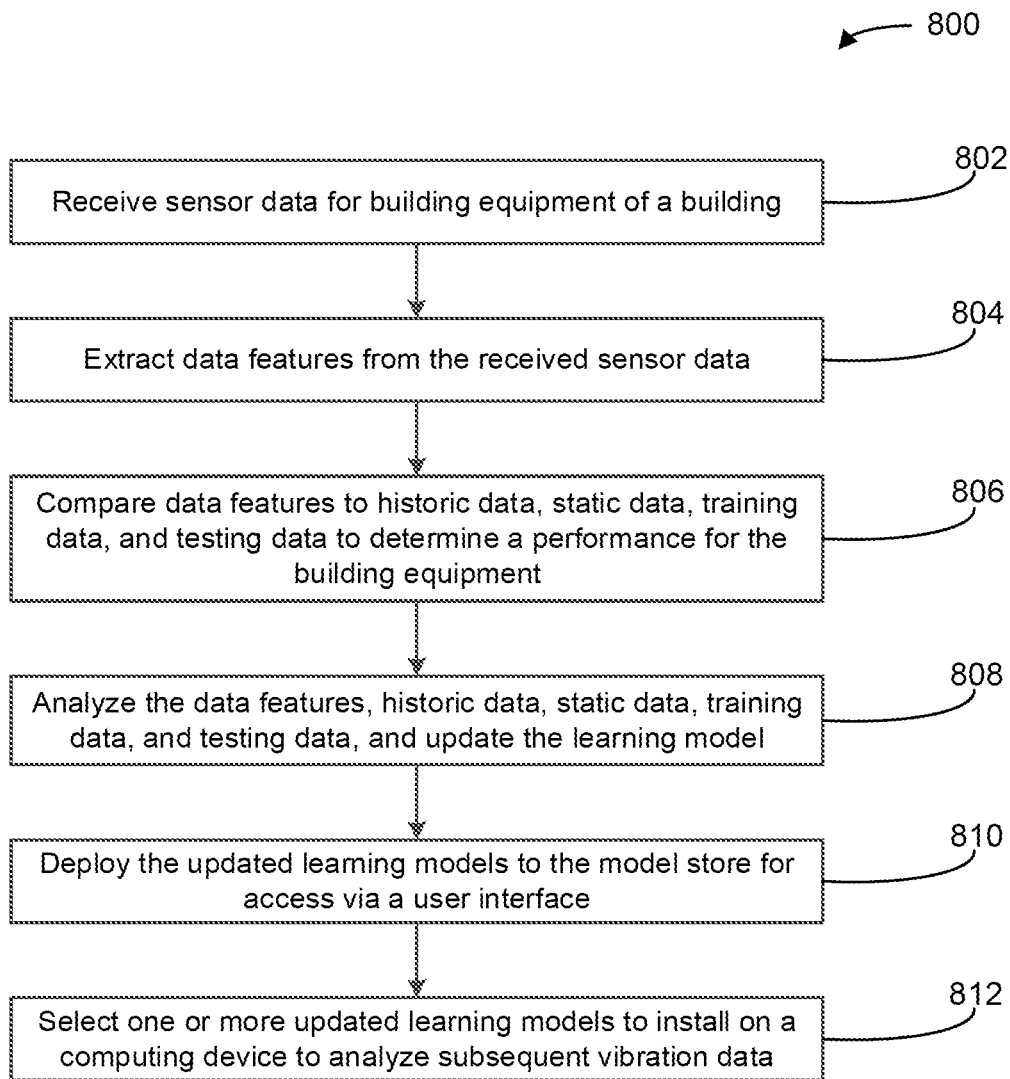 800
802
Receive sensor data for building equipment of a building
804
Extract data features from the received sensor data
806
Compare data features to historic data, static data, training
data, and testing data to determine a performance for the
building equipment
808
Analyze the data features, historic data, static data, training
data, and testing data, and update the learning model
810
Deploy the updated learning models to the model store for
access via a user interface
812
Select one or more updated learning models to install on a
computing device to analyze subsequent vibration data